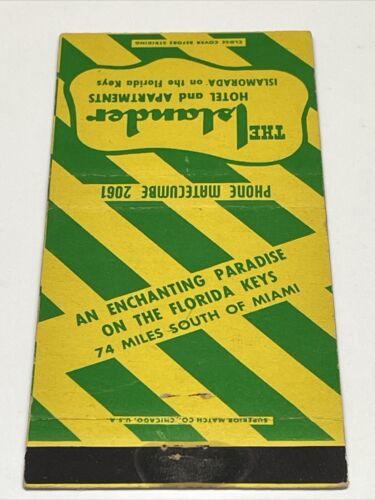 CLOSE COVER BEFORE STRIKING
THE Islander
HOTEL and APARTMENTS
ISLAMORADA on the Florida Keys
PHONE MATECUMBE 2061
AN ENCHANTING PARADISE
ON THE FLORIDA KEYS
74 MILES SOUTH OF MIAMI
SUPERIOR MATCH CO., CHICAGO, U.S.A.